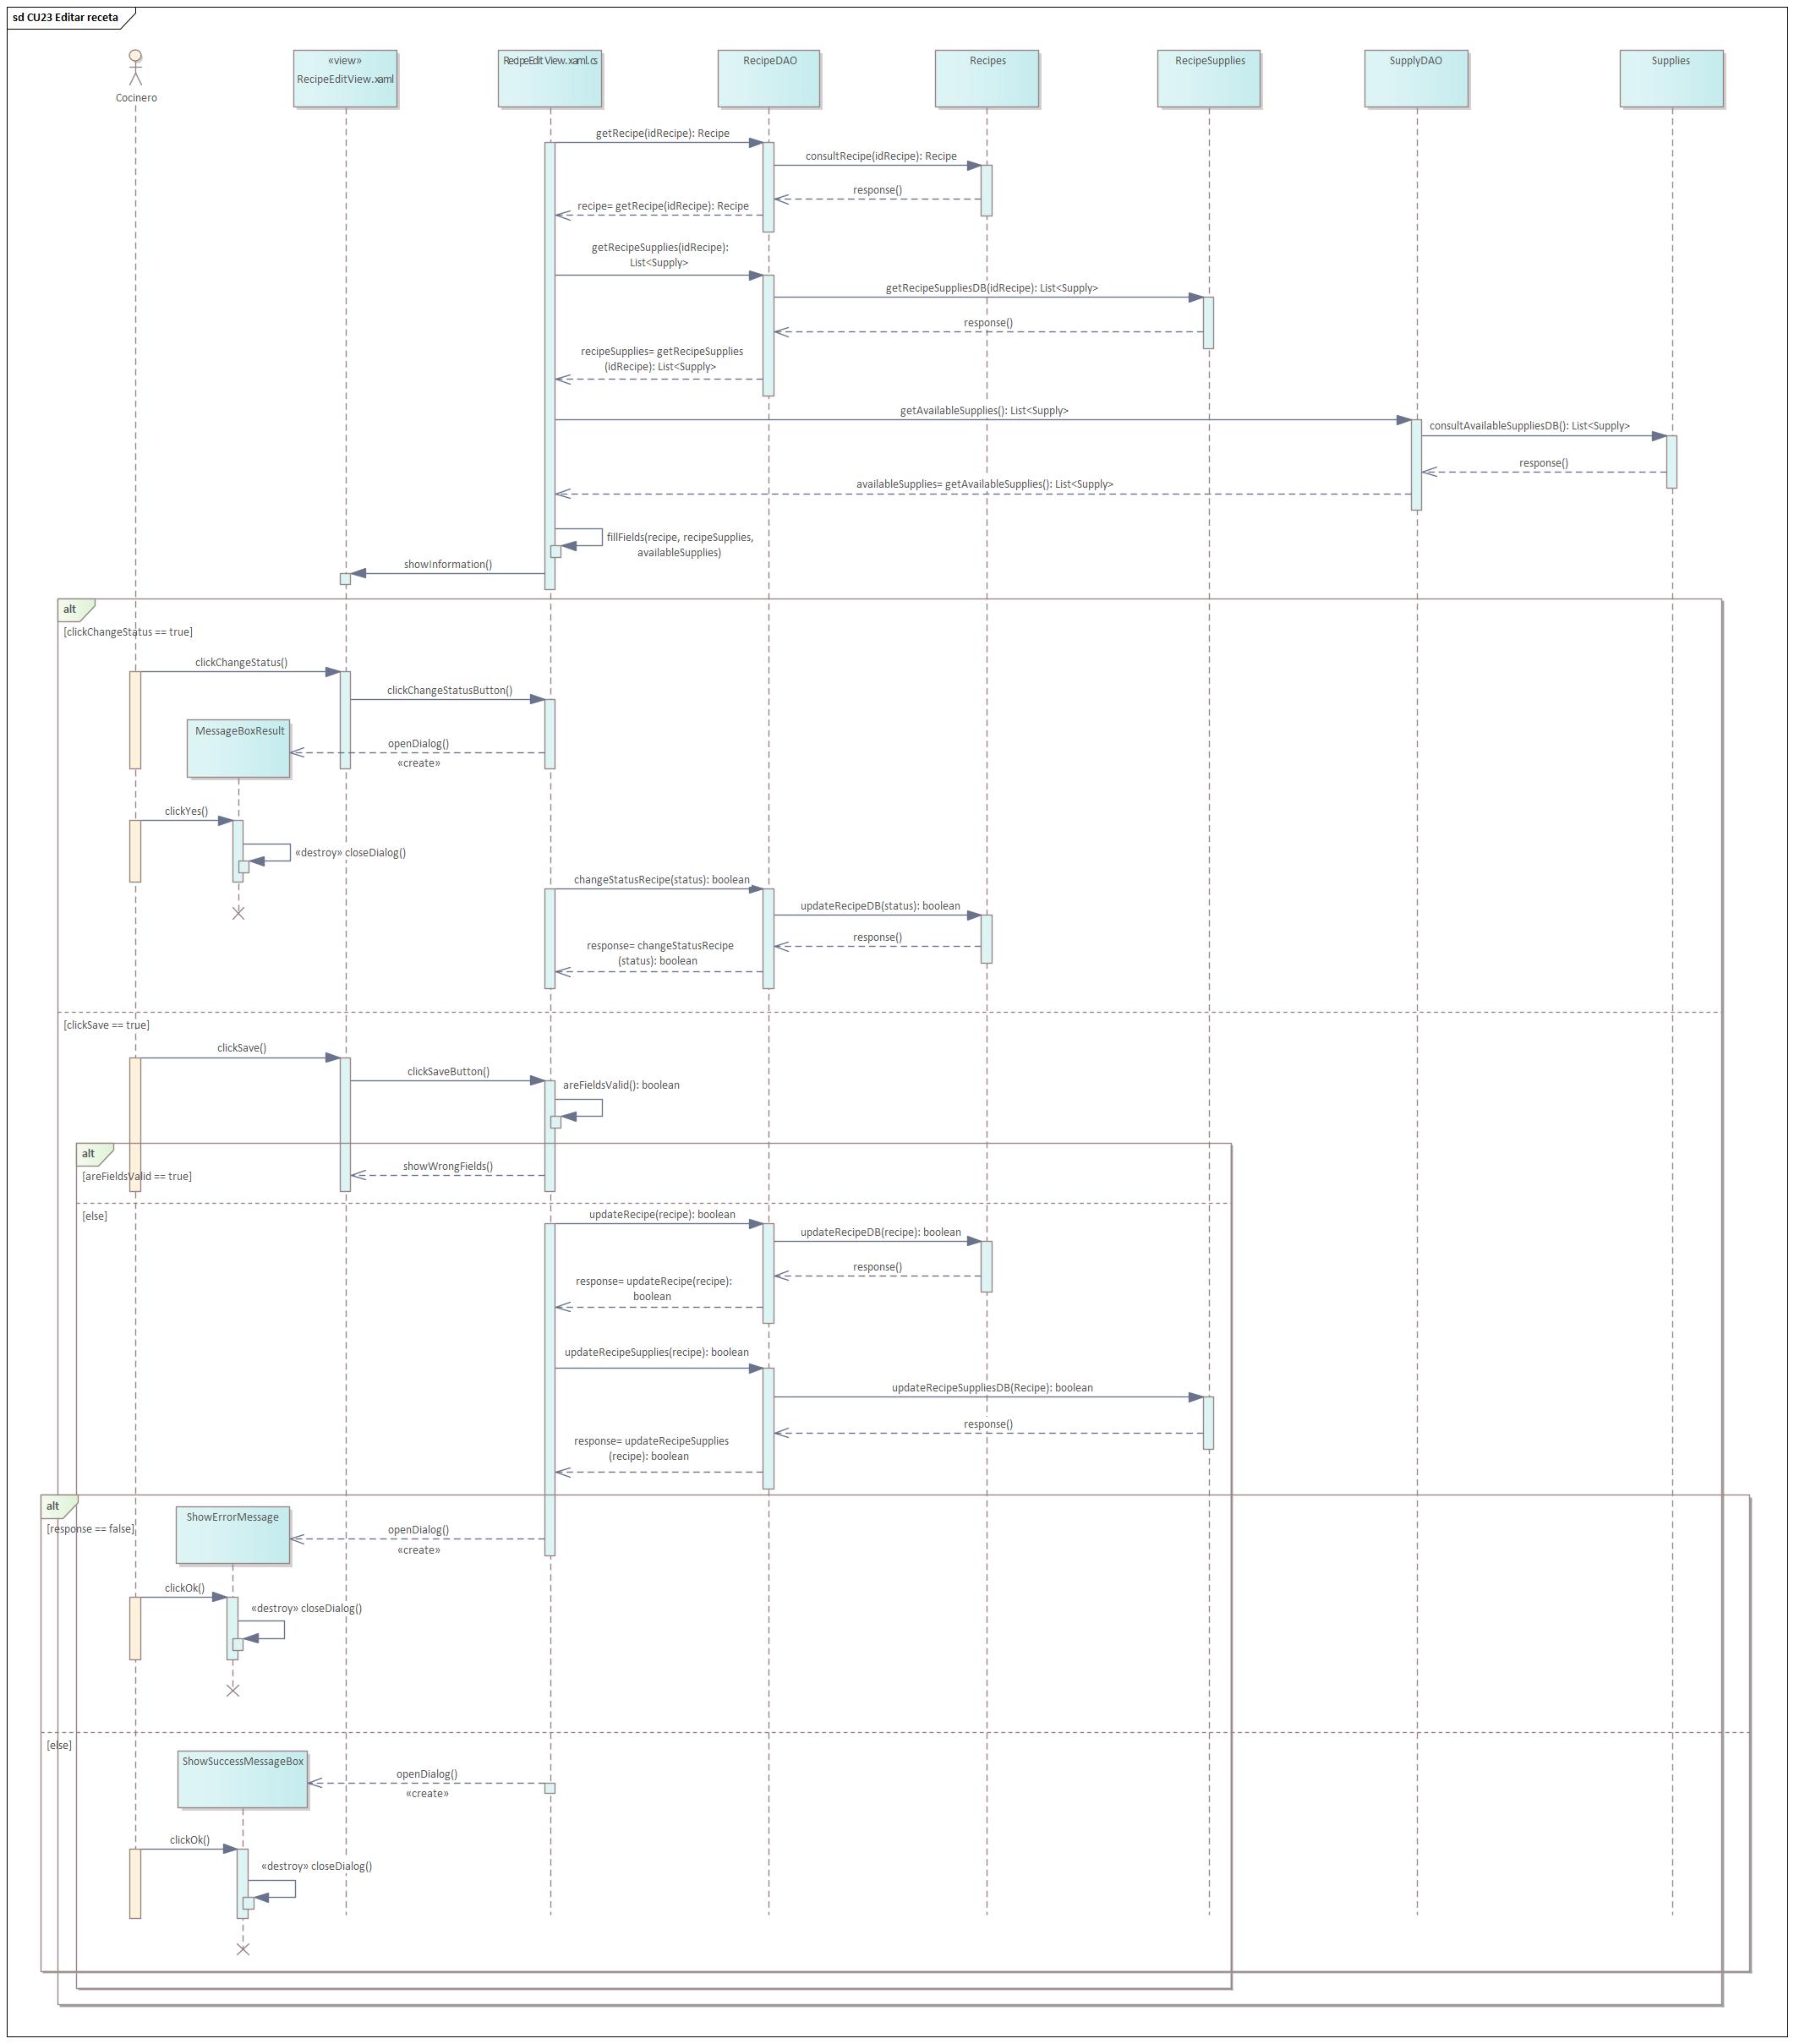 sd CU23 Editar receta
Cocinero
«view»
RecipeEditView.xaml
RecipeEditView.xaml.cs
RecipeDAO
Recipes
RecipeSupplies
SupplyDAO
Supplies
getRecipe(idRecipe): Recipe
consultRecipe(idRecipe): Recipe
response()
recipe= getRecipe(idRecipe): Recipe
getRecipeSupplies(idRecipe):
List<Supply>
getRecipeSuppliesDB(idRecipe): List<Supply>
response()
recipeSupplies= getRecipeSupplies
(idRecipe): List<Supply>
getAvailableSupplies(): List<Supply>
consultAvailableSuppliesDB(): List<Supply>
response()
availableSupplies= getAvailableSupplies(): List<Supply>
fillFields(recipe, recipeSupplies,
availableSupplies)
showInformation()
alt
[clickChangeStatus == true]
clickChangeStatus()
clickChangeStatusButton()
MessageBoxResult
openDialog()
«create»
clickYes()
«destroy» closeDialog()
changeStatusRecipe(status): boolean
updateRecipeDB(status): boolean
response()
response= changeStatusRecipe
(status): boolean
[clickSave == true]
clickSave()
clickSaveButton()
areFieldsValid(): boolean
alt
showWrongFields()
[areFieldsValid == true]
[else]
updateRecipe(recipe): boolean
updateRecipeDB(recipe): boolean
response()
response= updateRecipe(recipe):
boolean
updateRecipeSupplies(recipe): boolean
updateRecipeSuppliesDB(Recipe): boolean
response()
response= updateRecipeSupplies
(recipe): boolean
alt
[response == false]
ShowErrorMessage
openDialog()
«create»
clickOk()
«destroy» closeDialog()
[else]
ShowSuccessMessageBox
openDialog()
«create»
clickOk()
«destroy» closeDialog()